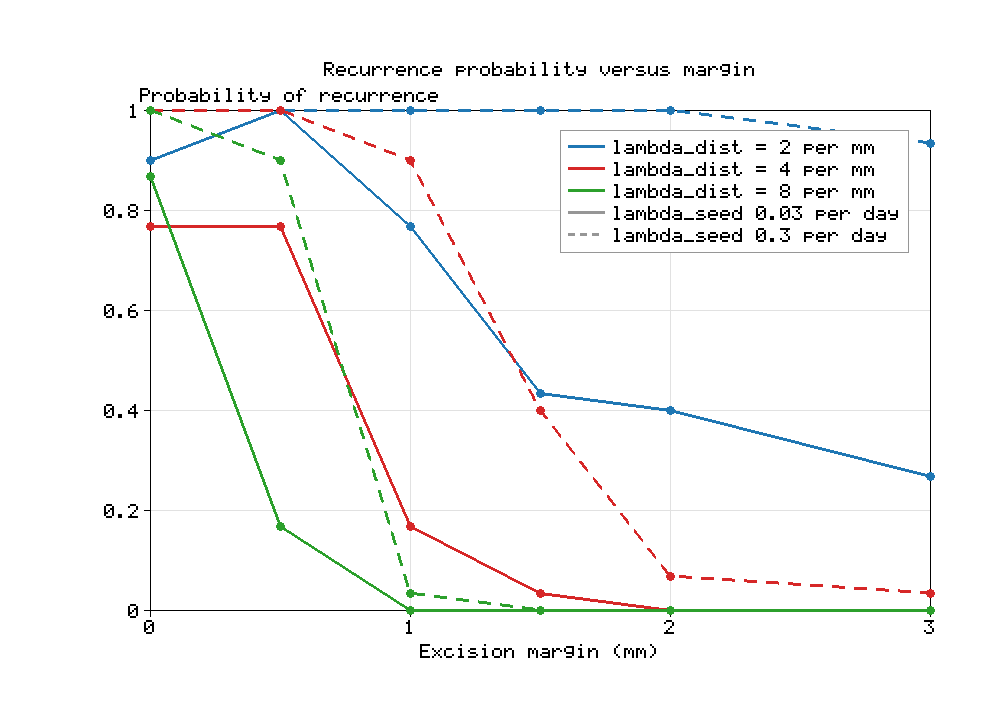 Recurrence probability versus margin
Probability of recurrence
1
0.8
0.6
0.4
0.2
0
0
1
2
3
Excision margin (mm)
lambda_dist = 2 per mm
lambda_dist = 4 per mm
lambda_dist = 8 per mm
lambda_seed 0.03 per day
lambda_seed 0.3 per day